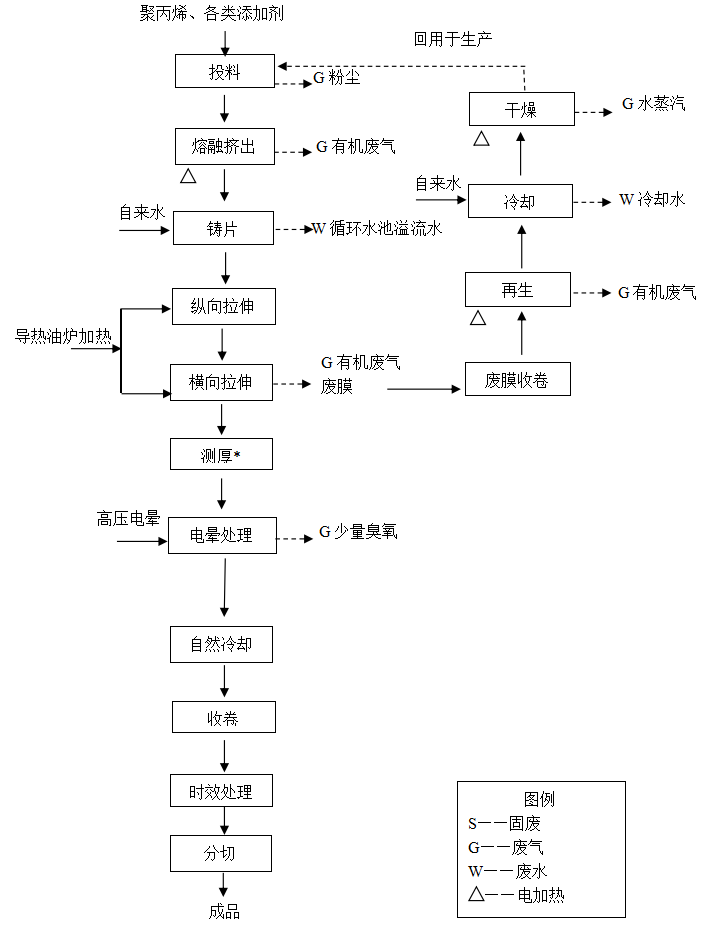 聚丙烯、各类添加剂
投料
G 粉尘
熔融挤出
G 有机废气
自来水
铸片
W 循环水池溢流水
纵向拉伸
导热油炉加热
横向拉伸
G 有机废气
废膜
测厚*
高压电晕
电晕处理
G 少量臭氧
自然冷却
收卷
时效处理
分切
成品
回用于生产
干燥
G 水蒸汽
自来水
冷却
W 冷却水
再生
G 有机废气
废膜收卷
图例
S——固废
G——废气
W——废水
△——电加热